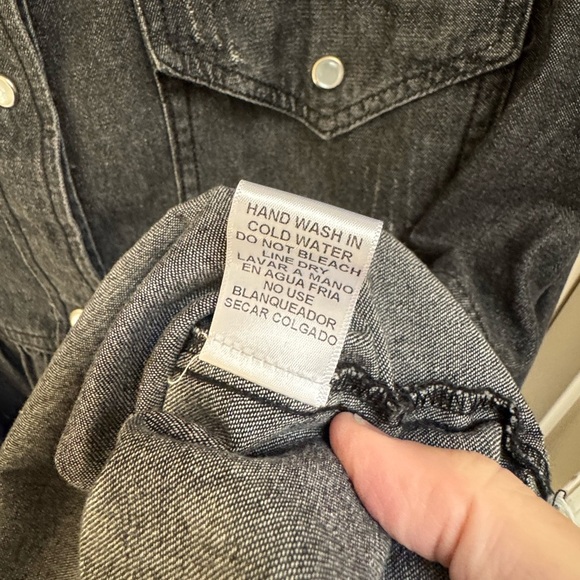 HAND WASH IN
COLD WATER
DO NOT BLEACH
LINE DRY
LAVAR A MANO
EN AGUA FRIA
NO USE
BLANQUEADOR
SECAR COLGADO